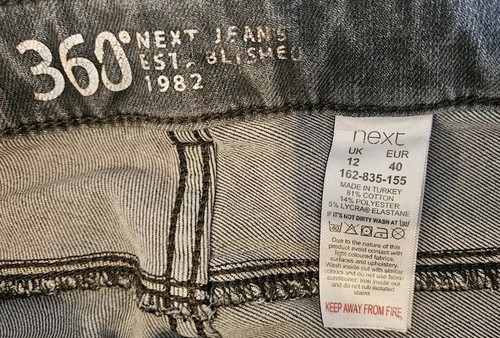 360° NEXT JEANS
EST BLISHED
1982
next
UK EUR
12 40
162-835-155
MADE IN TURKEY
81% COTTON
14% POLYESTER
5% LYCRA® ELASTANE
IF IT'S NOT DIRTY WASH AT 30
Due to the nature of this
product avoid contact with
light coloured fabrics,
surfaces and upholstery.
Wash inside out with similar
colours and do not use fabric
conditioner, iron inside out
and do not rub isolated
stains.
KEEP AWAY FROM FIRE